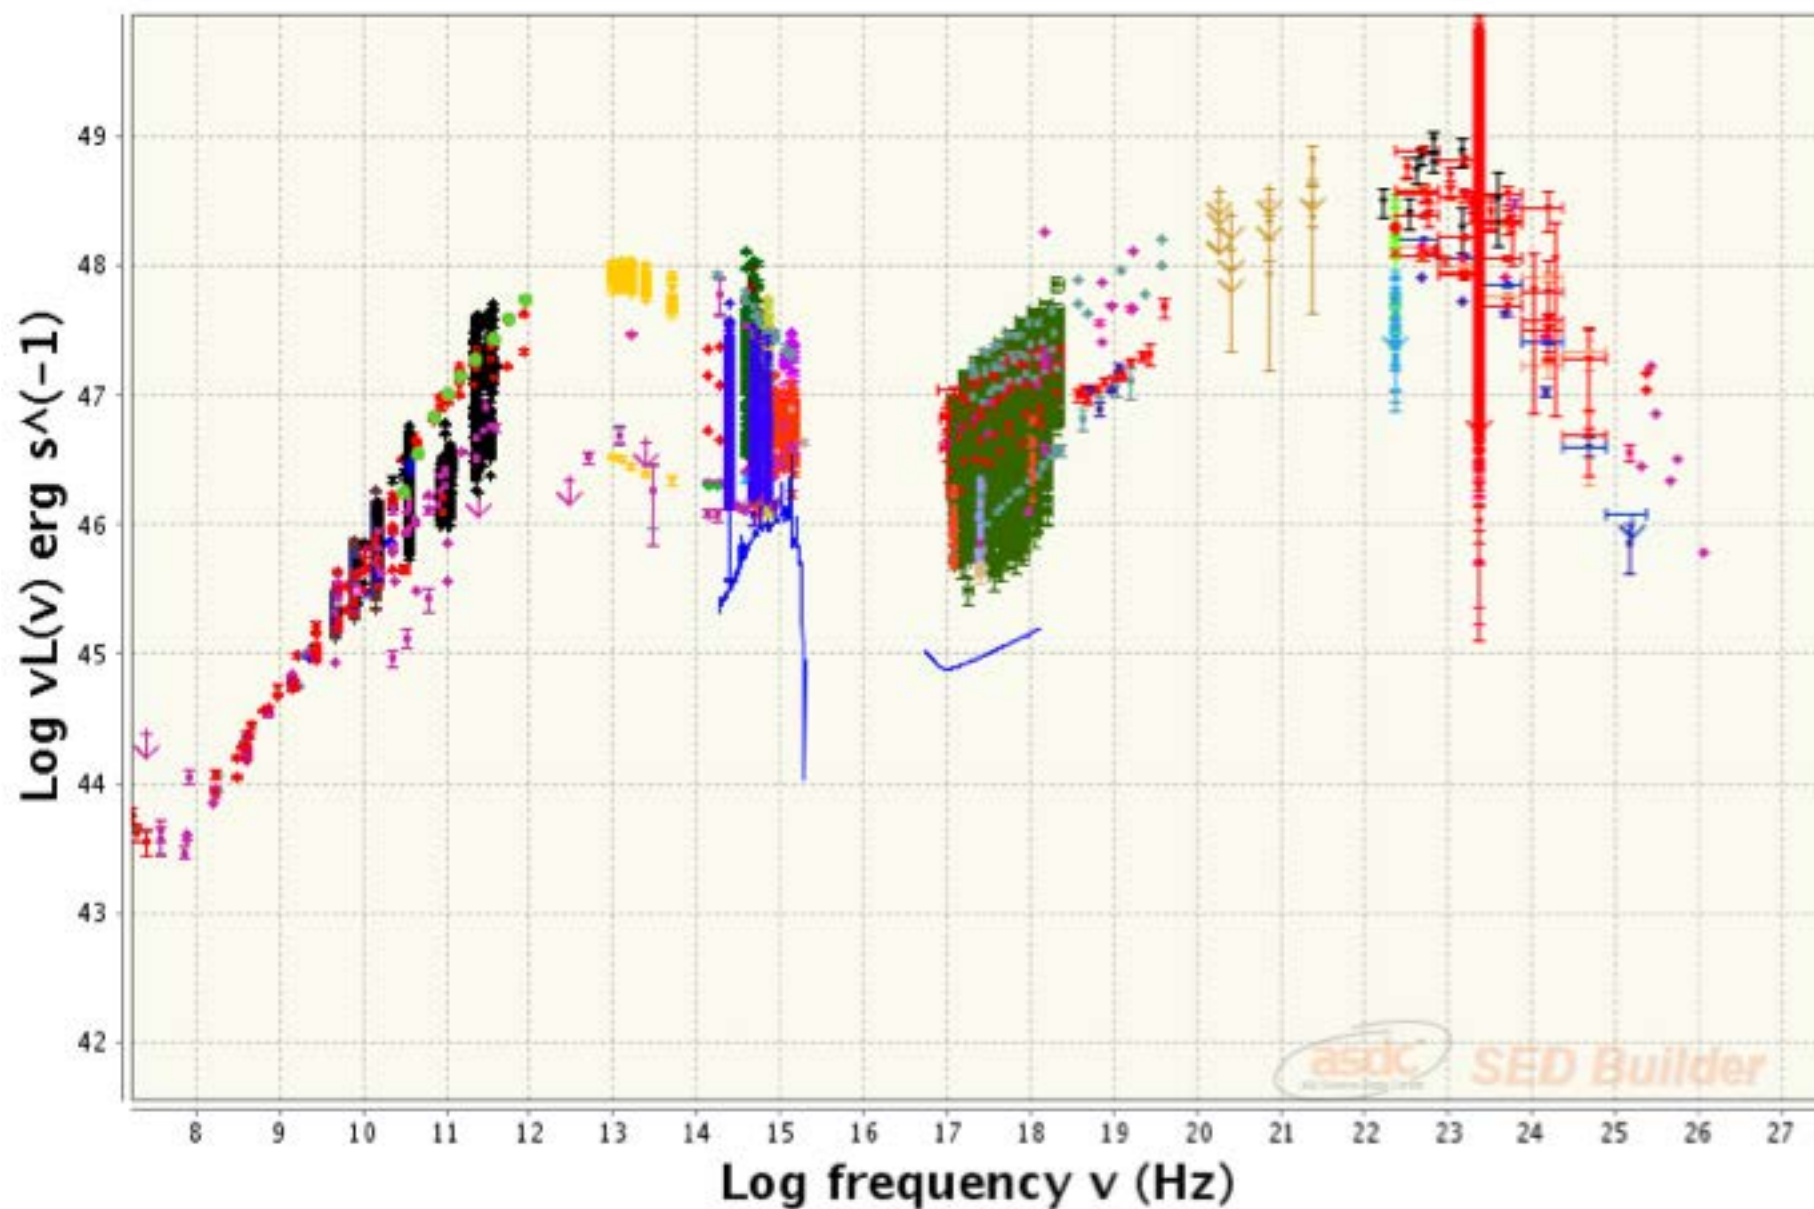 Log νL(ν) erg s^(−1)
49
48
47
46
45
44
43
42
8 9 10 11 12 13 14 15 16 17 18 19 20 21 22 23 24 25 26 27
Log frequency ν (Hz)
asdc SED Builder